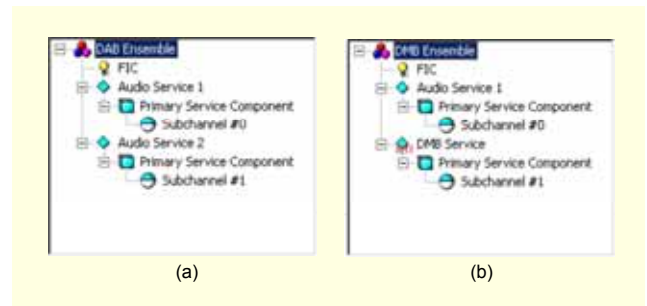 DAB Ensemble
FIC
Audio Service 1
Primary Service Component
Subchannel #0
Audio Service 2
Primary Service Component
Subchannel #1
(a)
DMB Ensemble
FIC
Audio Service 1
Primary Service Component
Subchannel #0
DMB Service
Primary Service Component
Subchannel #1
(b)